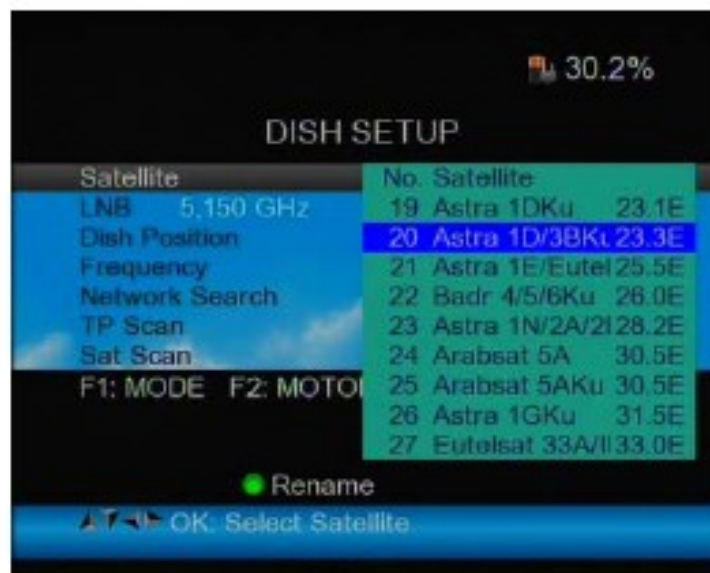 30.2%
DISH SETUP
Satellite
LNB 5,150 GHz
Dish Position
Frequency
Network Search
TP Scan
Sat Scan
F1: MODE F2: MOTO
No. Satellite
19 Astra 1DKu 23.1E
20 Astra 1D/3BKu 23.3E
21 Astra 1E/Eutel 25.5E
22 Badr 4/5/6Ku 26.0E
23 Astra 1N/2A/2 28.2E
24 Arabsat 5A 30.5E
25 Arabsat 5AKu 30.5E
26 Astra 1GKu 31.5E
27 Eutelsat 33A/I 33.0E
Rename
OK: Select Satellite